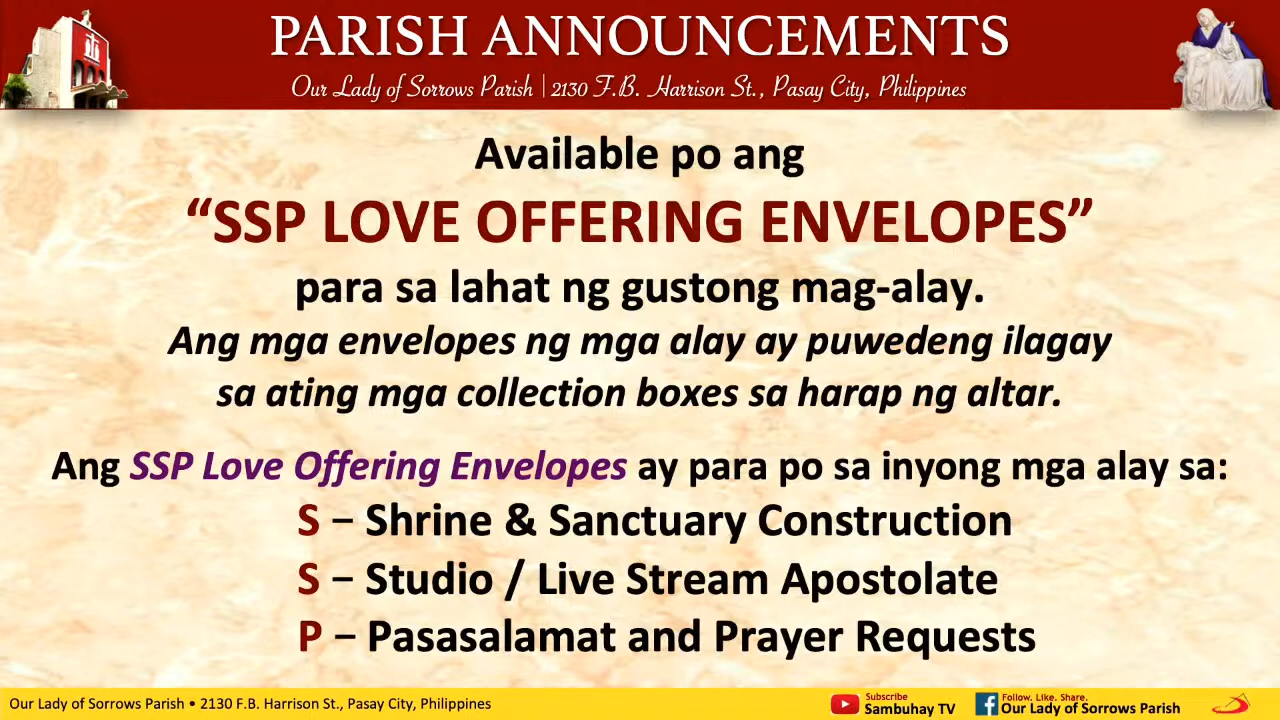 PARISH ANNOUNCEMENTS
Our Lady of Sorrows Parish | 2130 F.B. Harrison St., Pasay City, Philippines
Available po ang
“SSP LOVE OFFERING ENVELOPES”
para sa lahat ng gustong mag-alay.
Ang mga envelopes ng mga alay ay puwedeng ilagay
sa ating mga collection boxes sa harap ng altar.
Ang SSP Love Offering Envelopes ay para po sa inyong mga alay sa:
S – Shrine & Sanctuary Construction
S – Studio / Live Stream Apostolate
P – Pasasalamat and Prayer Requests
Our Lady of Sorrows Parish • 2130 F.B. Harrison St., Pasay City, Philippines
Subscribe
Sambuhay TV
Follow. Like. Share.
Our Lady of Sorrows Parish